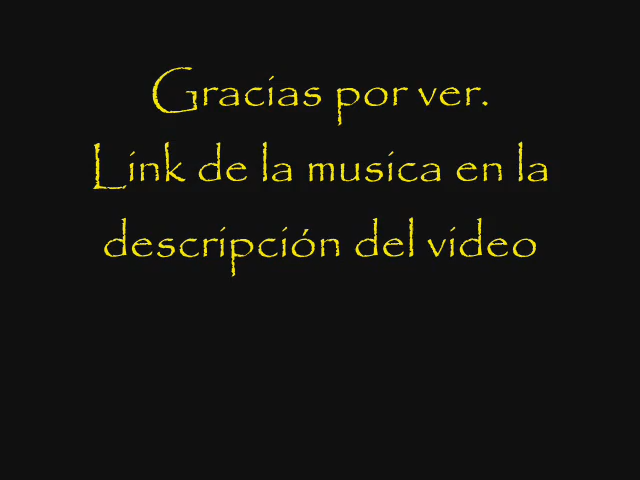 Gracias por ver.
Link de la musica en la
descripción del video